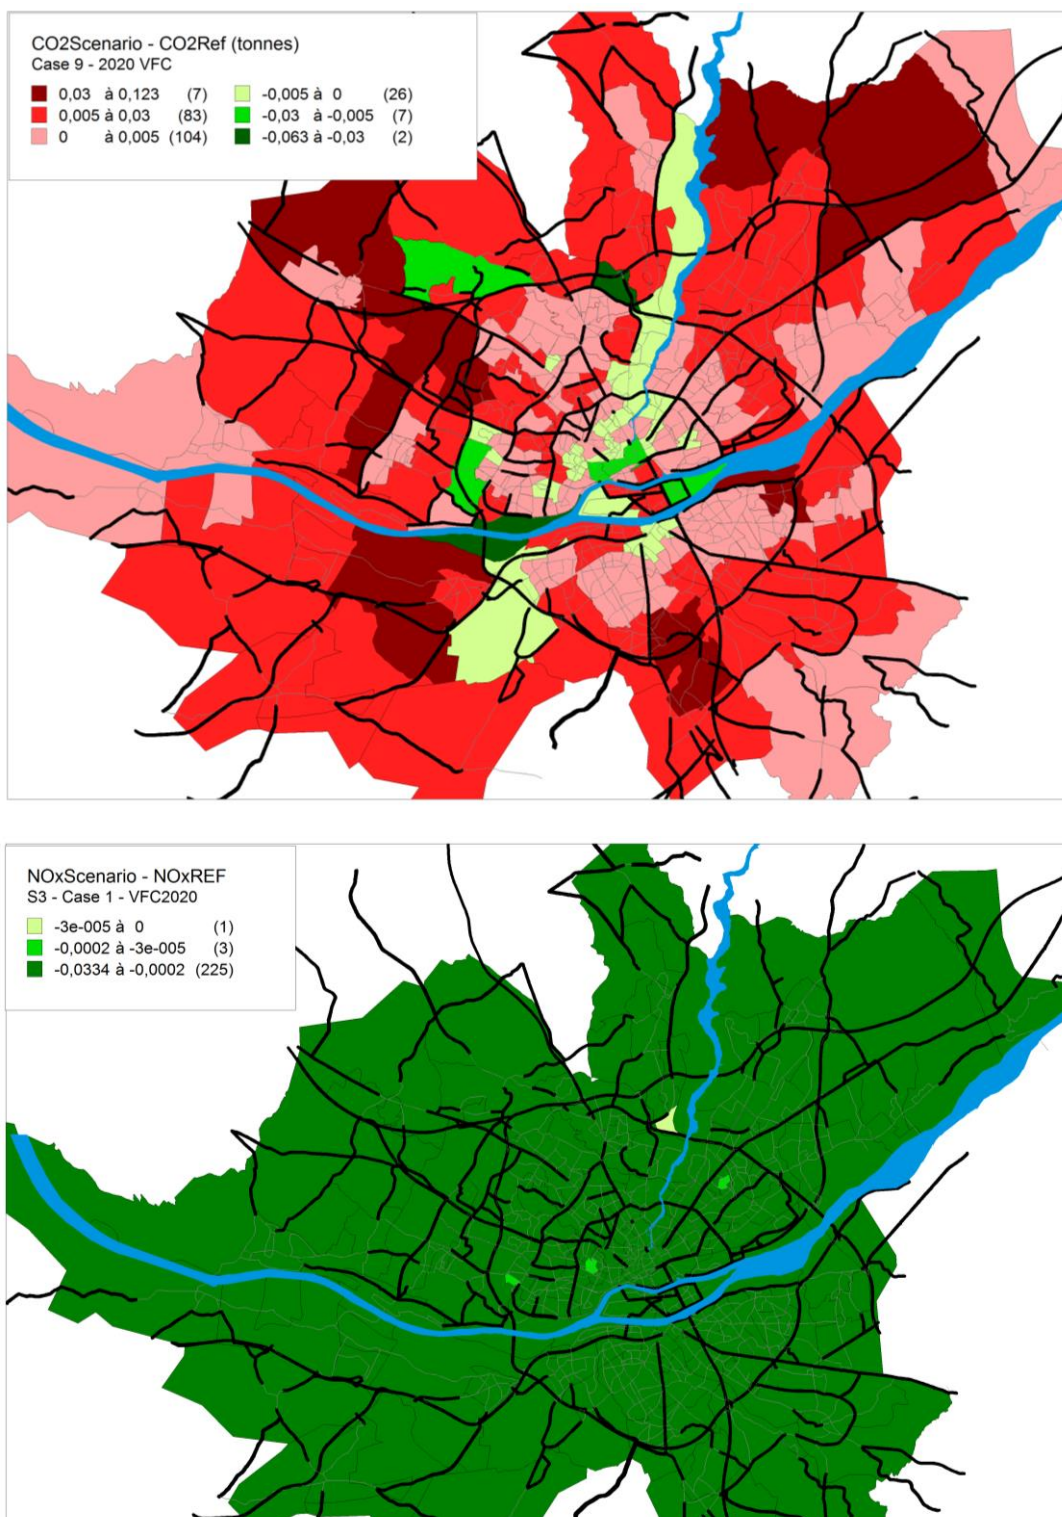 CO2Scenario - CO2Ref (tonnes)
Case 9 - 2020 VFC
0,03 à 0,123 (7) -0,005 à 0 (26)
0,005 à 0,03 (83) -0,03 à -0,005 (7)
0 à 0,005 (104) -0,063 à -0,03 (2)
NOxScenario - NOxREF
S3 - Case 1 - VFC2020
-3e-005 à 0 (1)
-0,0002 à -3e-005 (3)
-0,0334 à -0,0002 (225)